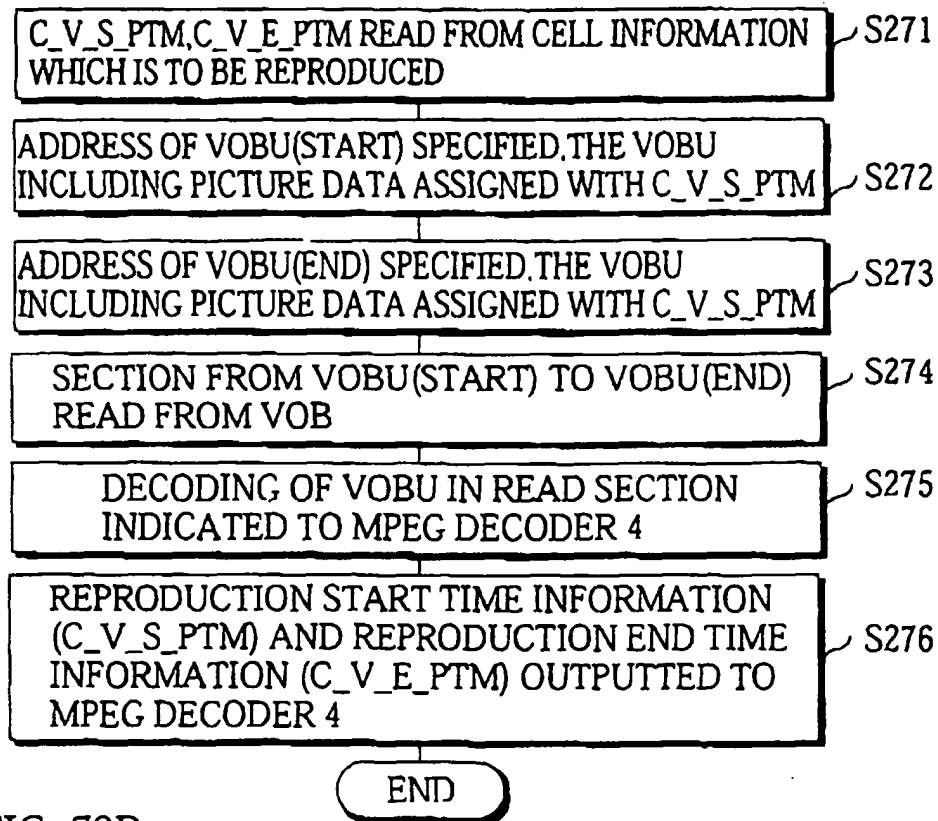 C_V_S_PTM,C_V_E_PTM READ FROM CELL INFORMATION
WHICH IS TO BE REPRODUCED
S271
ADDRESS OF VOBU(START) SPECIFIED,THE VOBU
INCLUDING PICTURE DATA ASSIGNED WITH C_V_S_PTM
S272
ADDRESS OF VOBU(END) SPECIFIED,THE VOBU
INCLUDING PICTURE DATA ASSIGNED WITH C_V_S_PTM
S273
SECTION FROM VOBU(START) TO VOBU(END)
READ FROM VOB
S274
DECODING OF VOBU IN READ SECTION
INDICATED TO MPEG DECODER 4
S275
REPRODUCTION START TIME INFORMATION
(C_V_S_PTM) AND REPRODUCTION END TIME
INFORMATION (C_V_E_PTM) OUTPUTTED TO
MPEG DECODER 4
S276
END